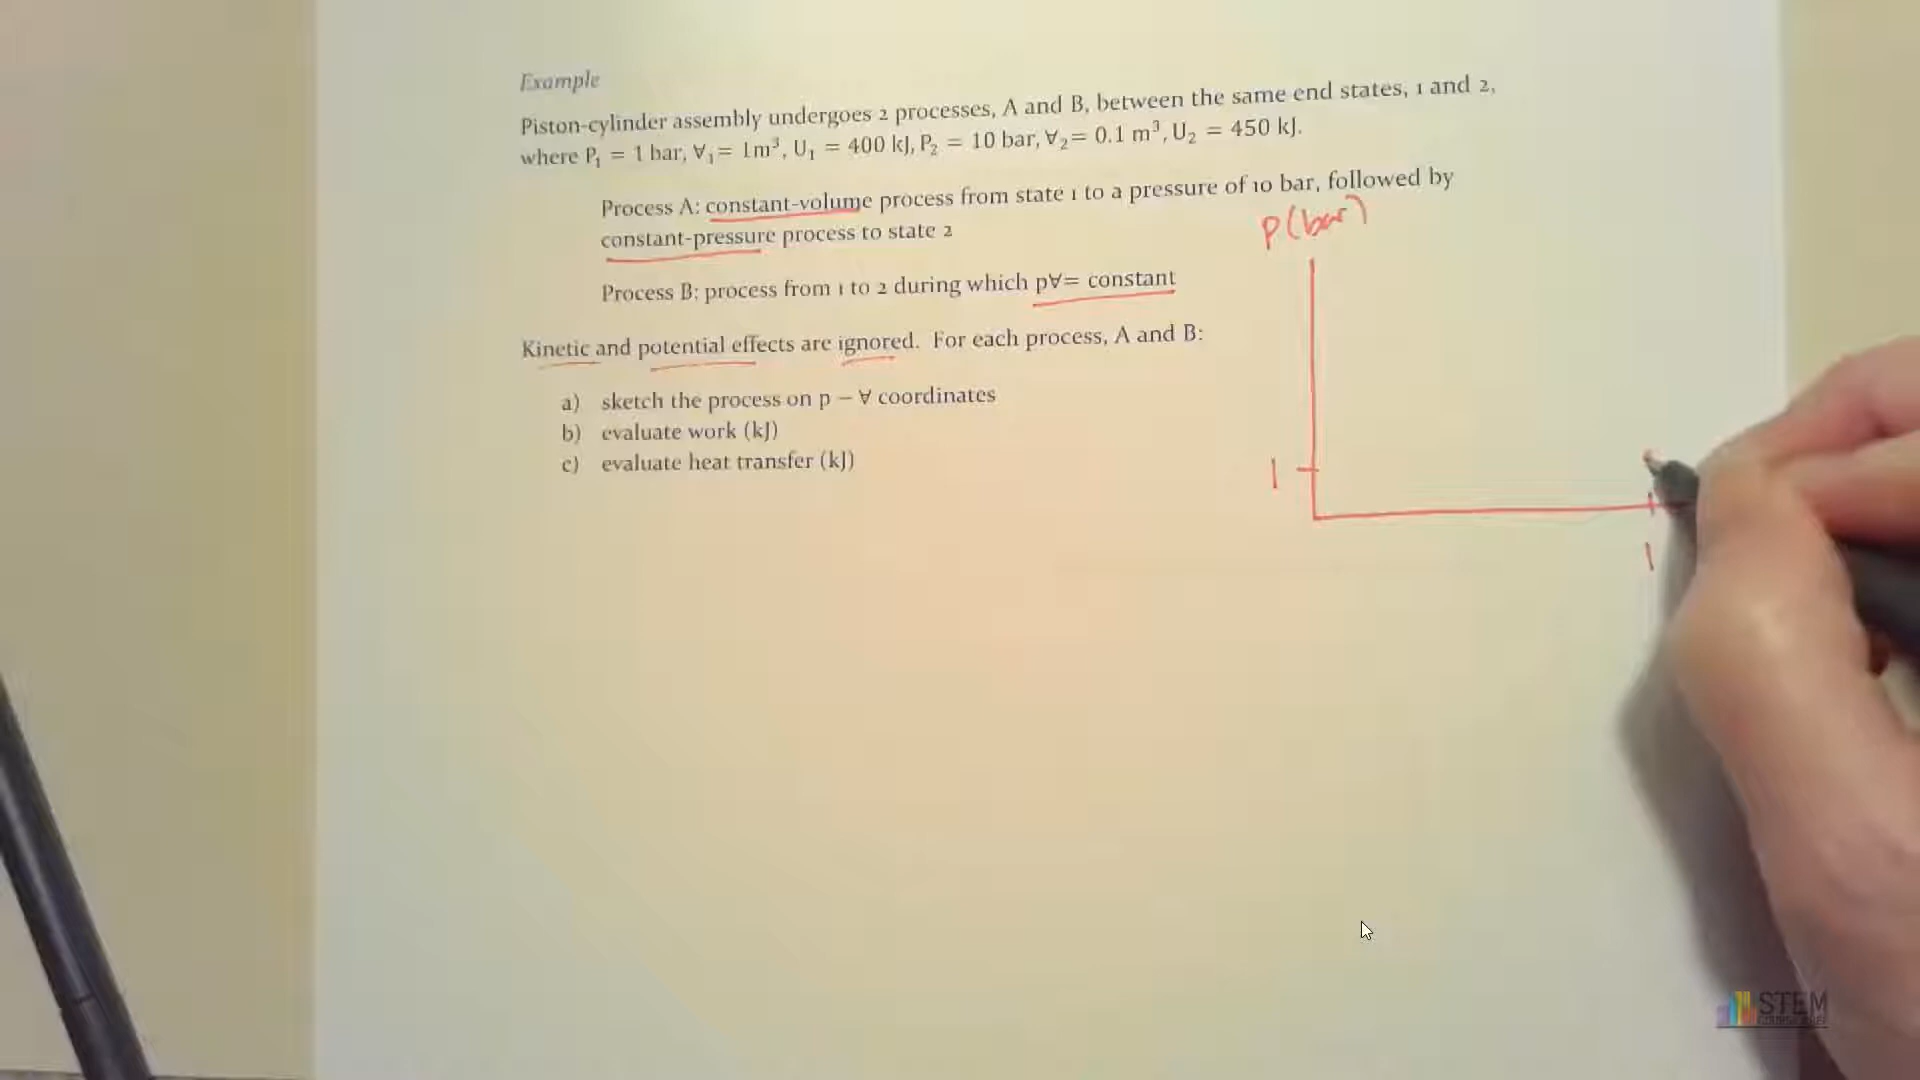 Example
Piston-cylinder assembly undergoes 2 processes, A and B, between the same end states, 1 and 2,
where P₁ = 1 bar, ∀₁= 1m³, U₁ = 400 kJ, P₂ = 10 bar, ∀₂= 0.1 m³, U₂ = 450 kJ.
Process A: constant-volume process from state 1 to a pressure of 10 bar, followed by
constant-pressure process to state 2
P(bar)
Process B: process from 1 to 2 during which p∀= constant
Kinetic and potential effects are ignored. For each process, A and B:
a) sketch the process on p − ∀ coordinates
b) evaluate work (kJ)
c) evaluate heat transfer (kJ)
1
1
STEM